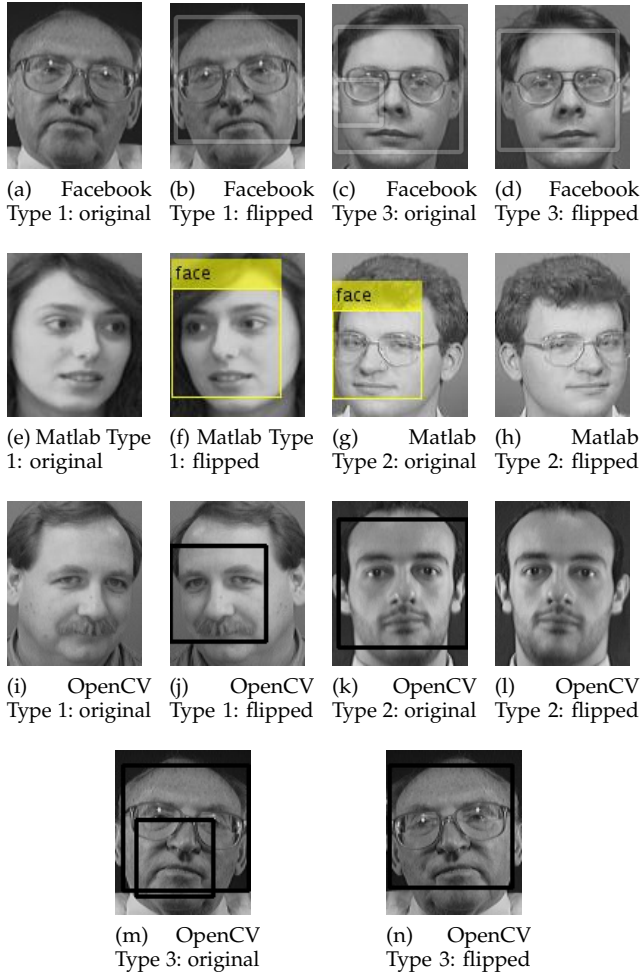 (a) Facebook
Type 1: original
(b) Facebook
Type 1: flipped
(c) Facebook
Type 3: original
(d) Facebook
Type 3: flipped
face
face
(e) Matlab Type
1: original
(f) Matlab Type
1: flipped
(g) Matlab
Type 2: original
(h) Matlab
Type 2: flipped
(i) OpenCV
Type 1: original
(j) OpenCV
Type 1: flipped
(k) OpenCV
Type 2: original
(l) OpenCV
Type 2: flipped
(m) OpenCV
Type 3: original
(n) OpenCV
Type 3: flipped